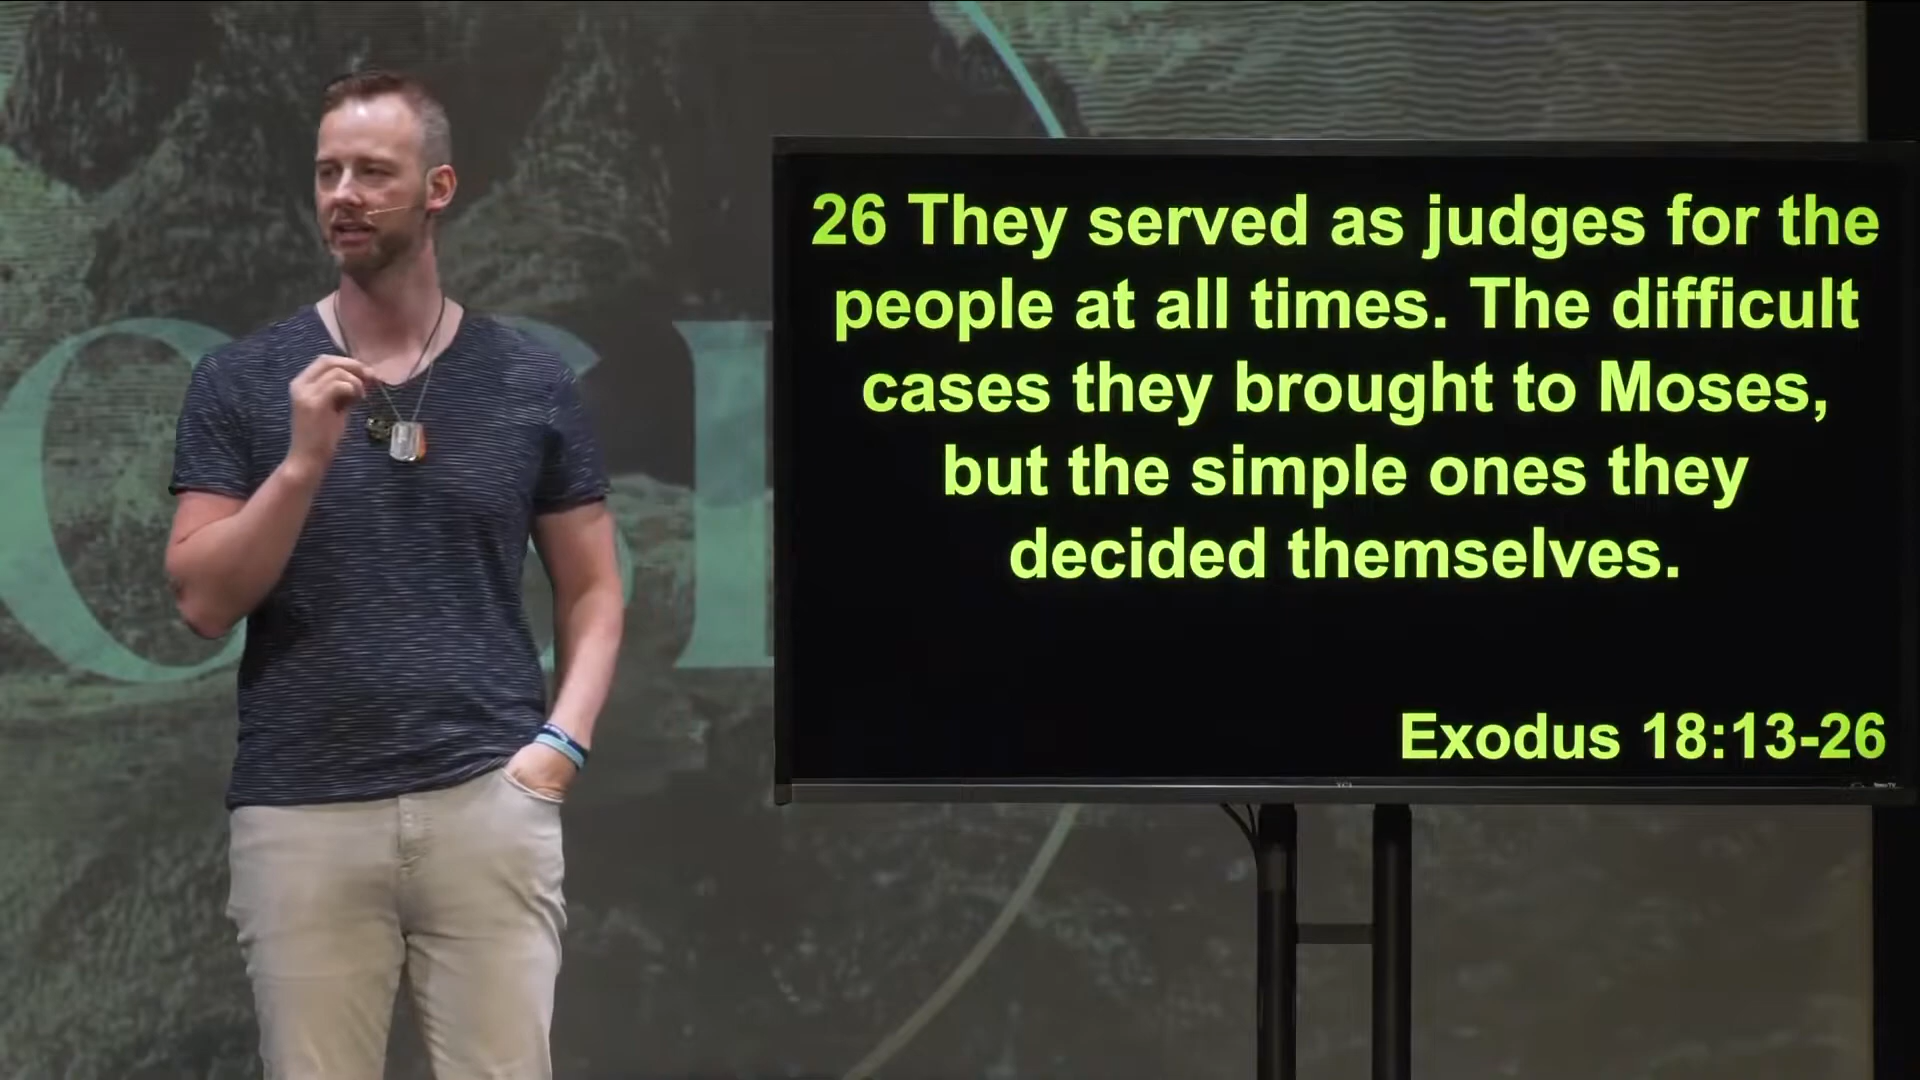 26 They served as judges for the
people at all times. The difficult
cases they brought to Moses,
but the simple ones they
decided themselves.
Exodus 18:13-26
TCL